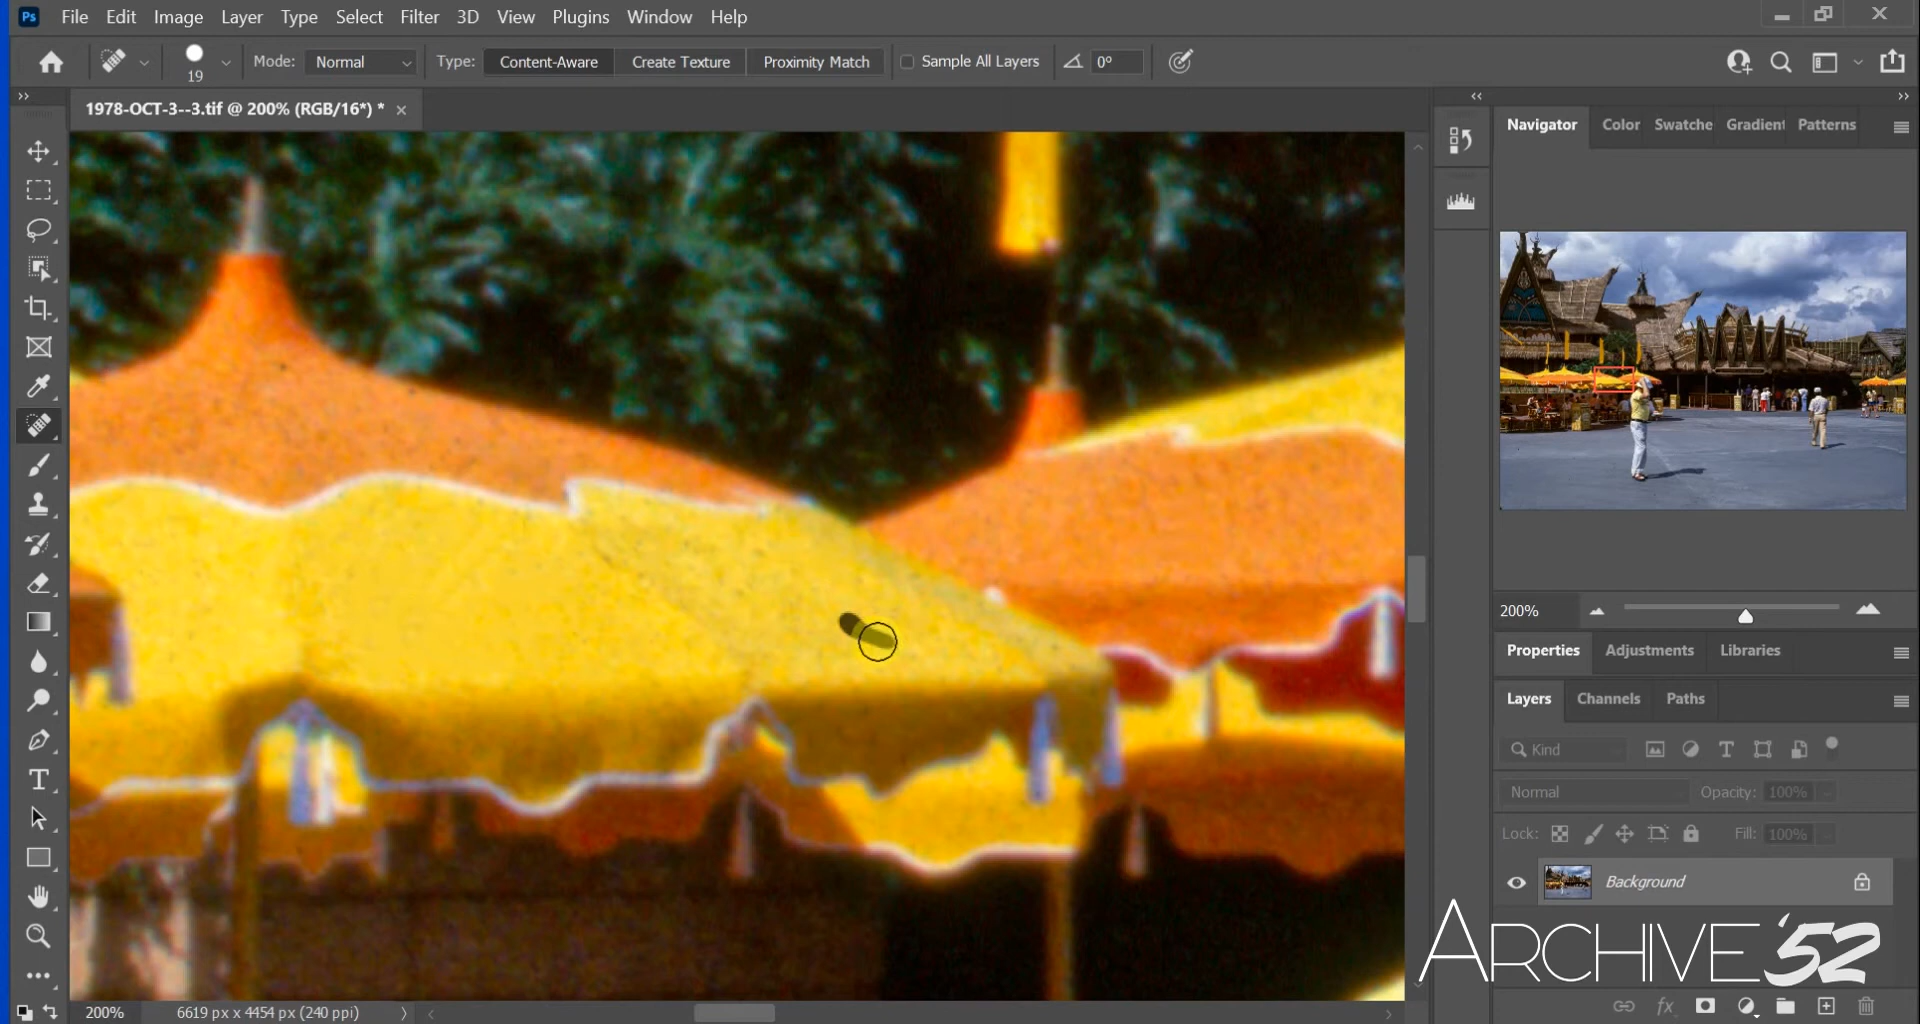 Ps File Edit Image Layer Type Select Filter 3D View Plugins Window Help
19 Mode: Normal Type: Content-Aware Create Texture Proximity Match Sample All Layers 0°
1978-OCT-3--3.tif @ 200% (RGB/16*) * ×
Navigator Color Swatche Gradient Patterns
200%
Properties Adjustments Libraries
Layers Channels Paths
Kind
Normal Opacity: 100%
Lock: Fill: 100%
Background
ARCHIVE '52
fx
200% 6619 px x 4454 px (240 ppi)